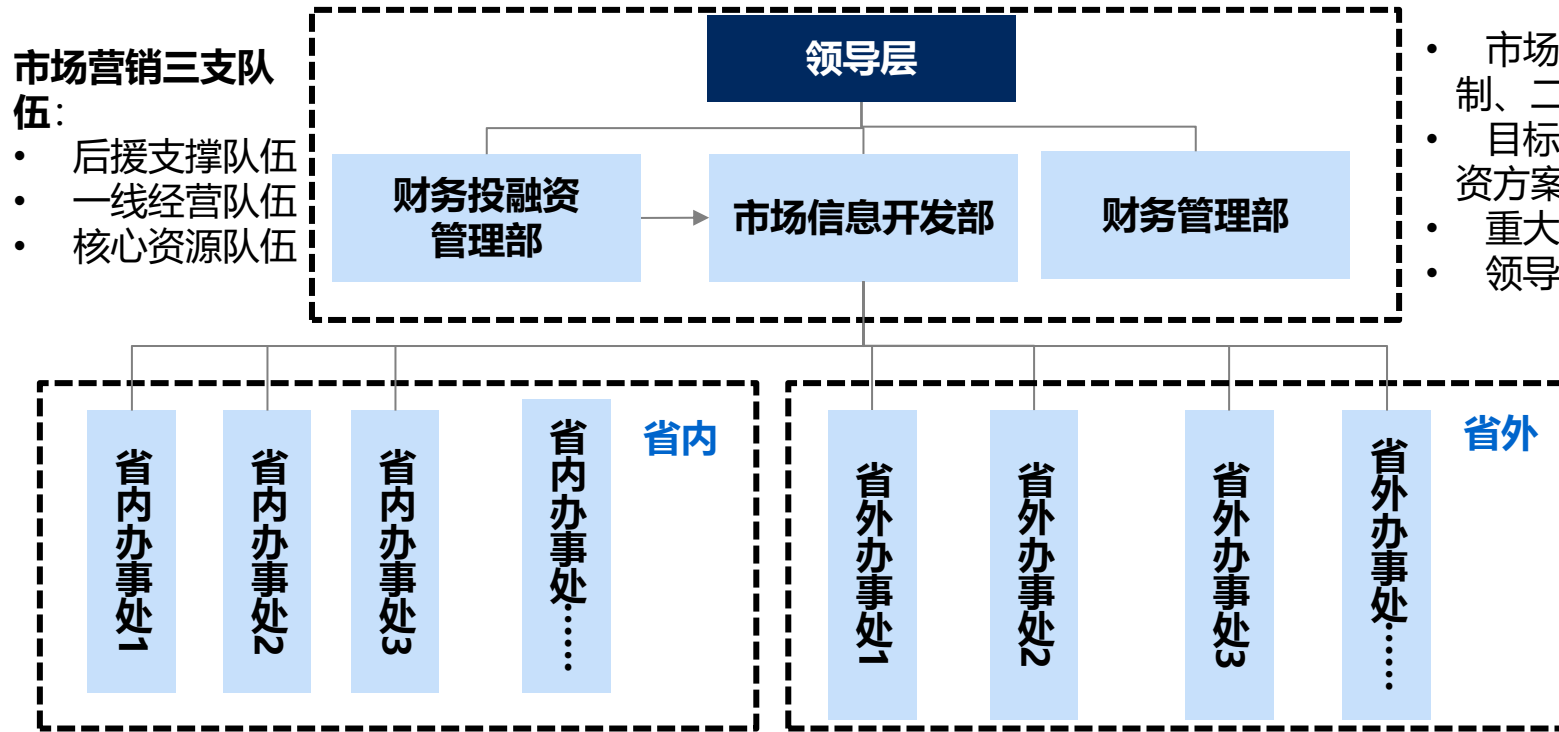 市场营销三支队
伍：
• 后援支撑队伍
• 一线经营队伍
• 核心资源队伍
领导层
财务投融资
管理部
市场信息开发部
财务管理部
• 市场
制、二
• 目标
资方案
• 重大
• 领导
省内办事处1
省内办事处2
省内办事处3
省内办事处……
省内
省外办事处1
省外办事处2
省外办事处3
省外办事处……
省外